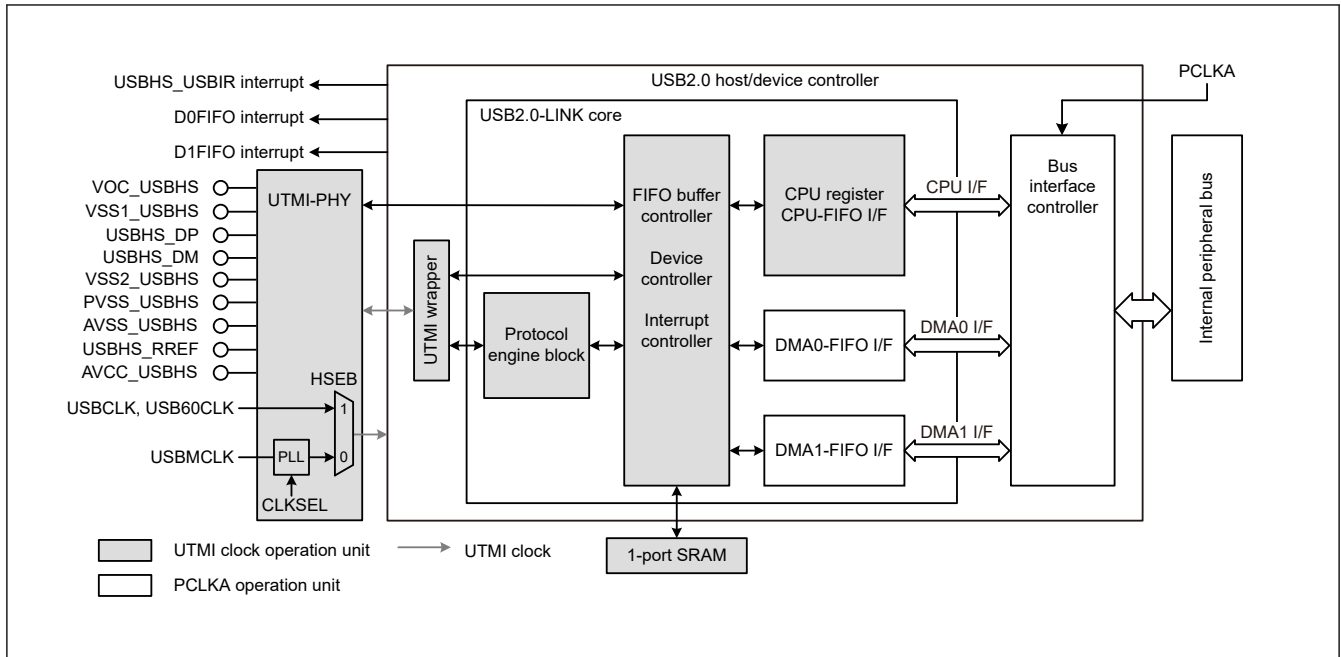 USBHS_USBIR interrupt
D0FIFO interrupt
D1FIFO interrupt
USB2.0 host/device controller
PCLKA
USB2.0-LINK core
VOC_USBHS
VSS1_USBHS
USBHS_DP
USBHS_DM
VSS2_USBHS
PVSS_USBHS
AVSS_USBHS
USBHS_RREF
AVCC_USBHS
USBCLK, USB60CLK
USBMCLK
UTMI-PHY
HSEB
1
0
PLL
CLKSEL
UTMI wrapper
Protocol
engine block
FIFO buffer
controller
Device
controller
Interrupt
controller
CPU register
CPU-FIFO I/F
DMA0-FIFO I/F
DMA1-FIFO I/F
CPU I/F
DMA0 I/F
DMA1 I/F
Bus
interface
controller
Internal peripheral bus
1-port SRAM
UTMI clock operation unit
UTMI clock
PCLKA operation unit